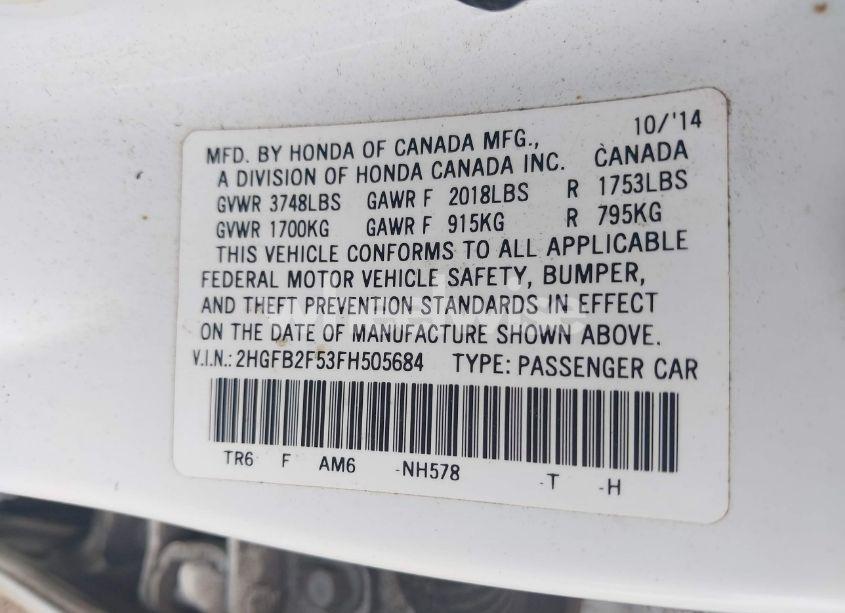 10/'14
MFD. BY HONDA OF CANADA MFG.,
A DIVISION OF HONDA CANADA INC. CANADA
GVWR 3748LBS GAWR F 2018LBS R 1753LBS
GVWR 1700KG GAWR F 915KG R 795KG
THIS VEHICLE CONFORMS TO ALL APPLICABLE
FEDERAL MOTOR VEHICLE SAFETY, BUMPER,
AND THEFT PREVENTION STANDARDS IN EFFECT
ON THE DATE OF MANUFACTURE SHOWN ABOVE.
V.I.N.: 2HGFB2F53FH505684 TYPE: PASSENGER CAR
TR6 F AM6 -NH578 -T -H